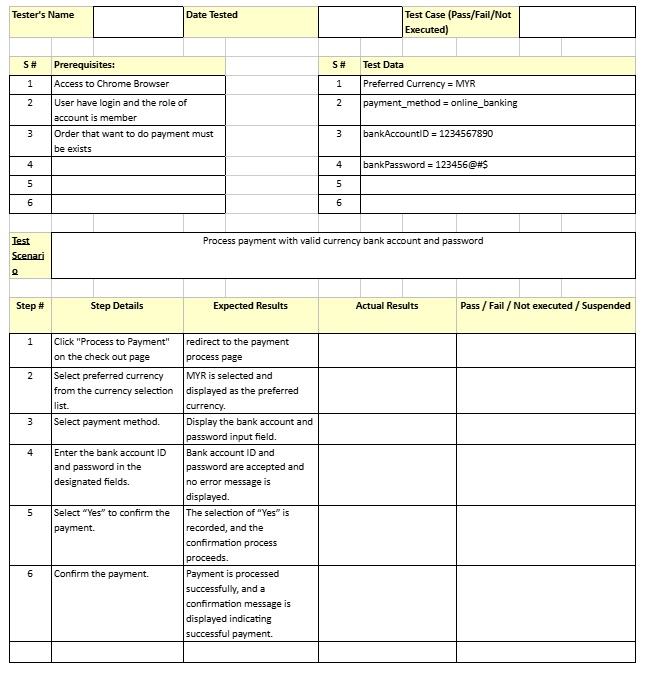 Tester's Name Date Tested Test Case (Pass/Fail/Not
Executed)
S # Prerequisites: S # Test Data
1 Access to Chrome Browser 1 Preferred Currency = MYR
2 User have login and the role of 2 payment_method = online_banking
account is member
3 Order that want to do payment must 3 bankAccountID = 1234567890
be exists
4 4 bankPassword = 123456@#$
5 5
6 6
Test Process payment with valid currency bank account and password
Scenari
o
Step # Step Details Expected Results Actual Results Pass / Fail / Not executed / Suspended
1 Click "Process to Payment" redirect to the payment
on the check out page process page
2 Select preferred currency MYR is selected and
from the currency selection displayed as the preferred
list. currency.
3 Select payment method. Display the bank account and
password input field.
4 Enter the bank account ID Bank account ID and
and password in the password are accepted and
designated fields. no error message is
displayed.
5 Select “Yes” to confirm the The selection of “Yes” is
payment. recorded, and the
confirmation process
proceeds.
6 Confirm the payment. Payment is processed
successfully, and a
confirmation message is
displayed indicating
successful payment.